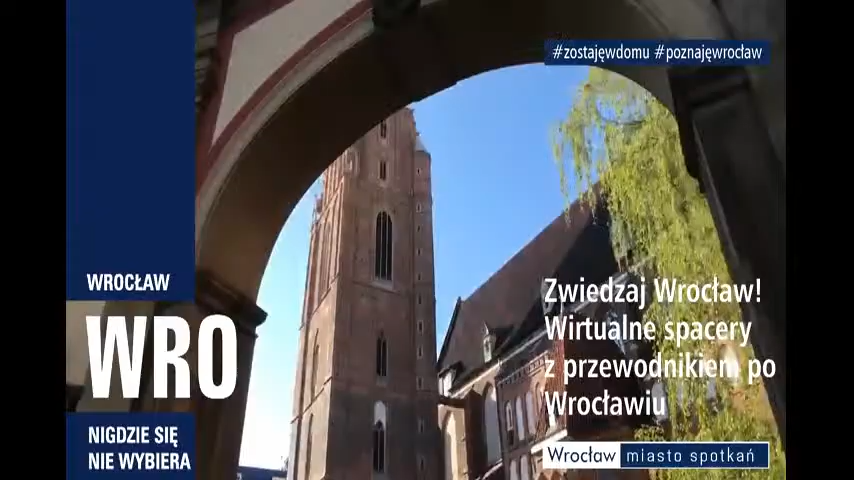 #zostajęwdomu #poznajęwrocław
WROCŁAW
WRO
NIGDZIE SIĘ
NIE WYBIERA
Zwiedzaj Wrocław!
Wirtualne spacery
z przewodnikiem po
Wrocławiu
Wrocław miasto spotkań